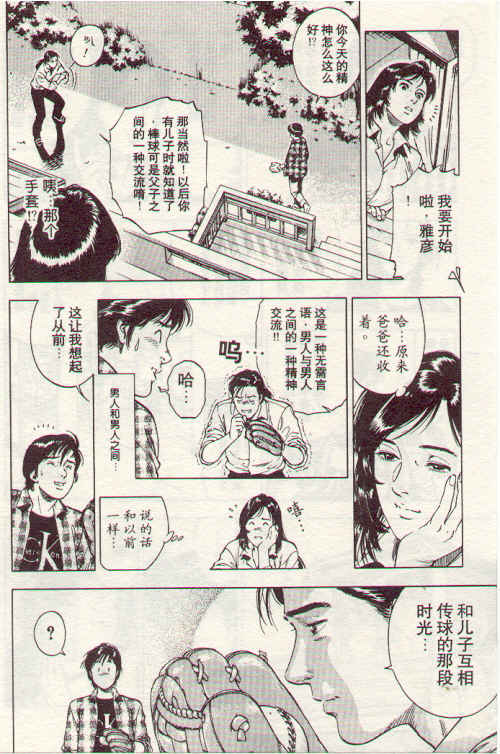 我要开始
啦，雅彦
！
你今天的精
神怎么这么
好!?
那当然啦！以后你
有儿子时就知道了
，棒球可是父子之
间的一种交流唷！
咦…那个
手套!?
哈…原来
爸爸还收
着。
这是一种无需言
语，男人与男人
之间的一种精神
交流!!
呜…
哈…
男人和男人之间…
这让我想起
了从前…
嘻
说的话
和以前
一样…
和儿子互相
传球的那段
时光…
？